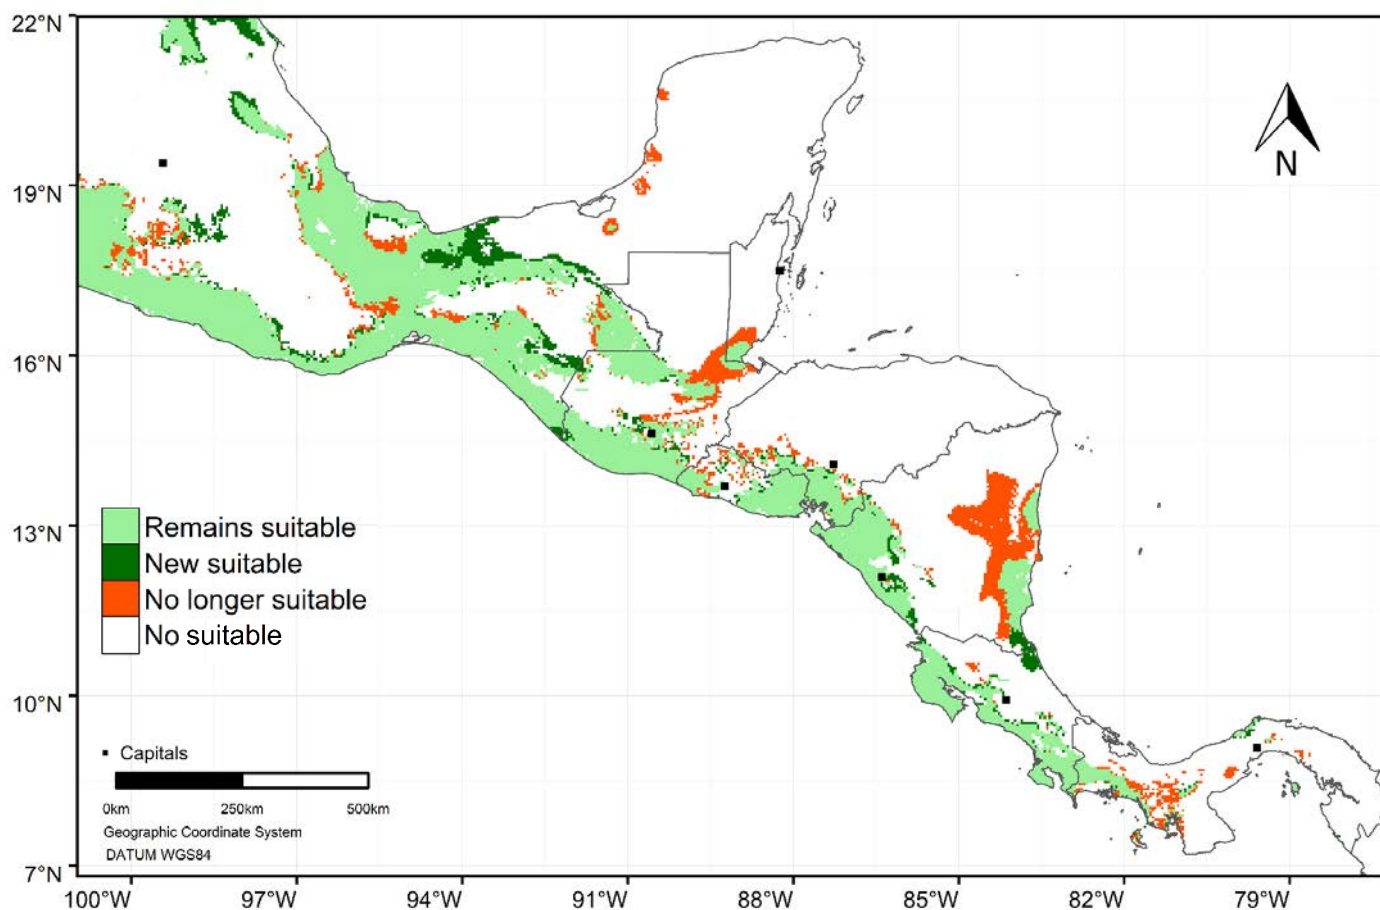 22°N
19°N
16°N
13°N
10°N
7°N
N
Remains suitable
New suitable
No longer suitable
No suitable
Capitals
0km 250km 500km
Geographic Coordinate System
DATUM WGS84
100°W 97°W 94°W 91°W 88°W 85°W 82°W 79°W